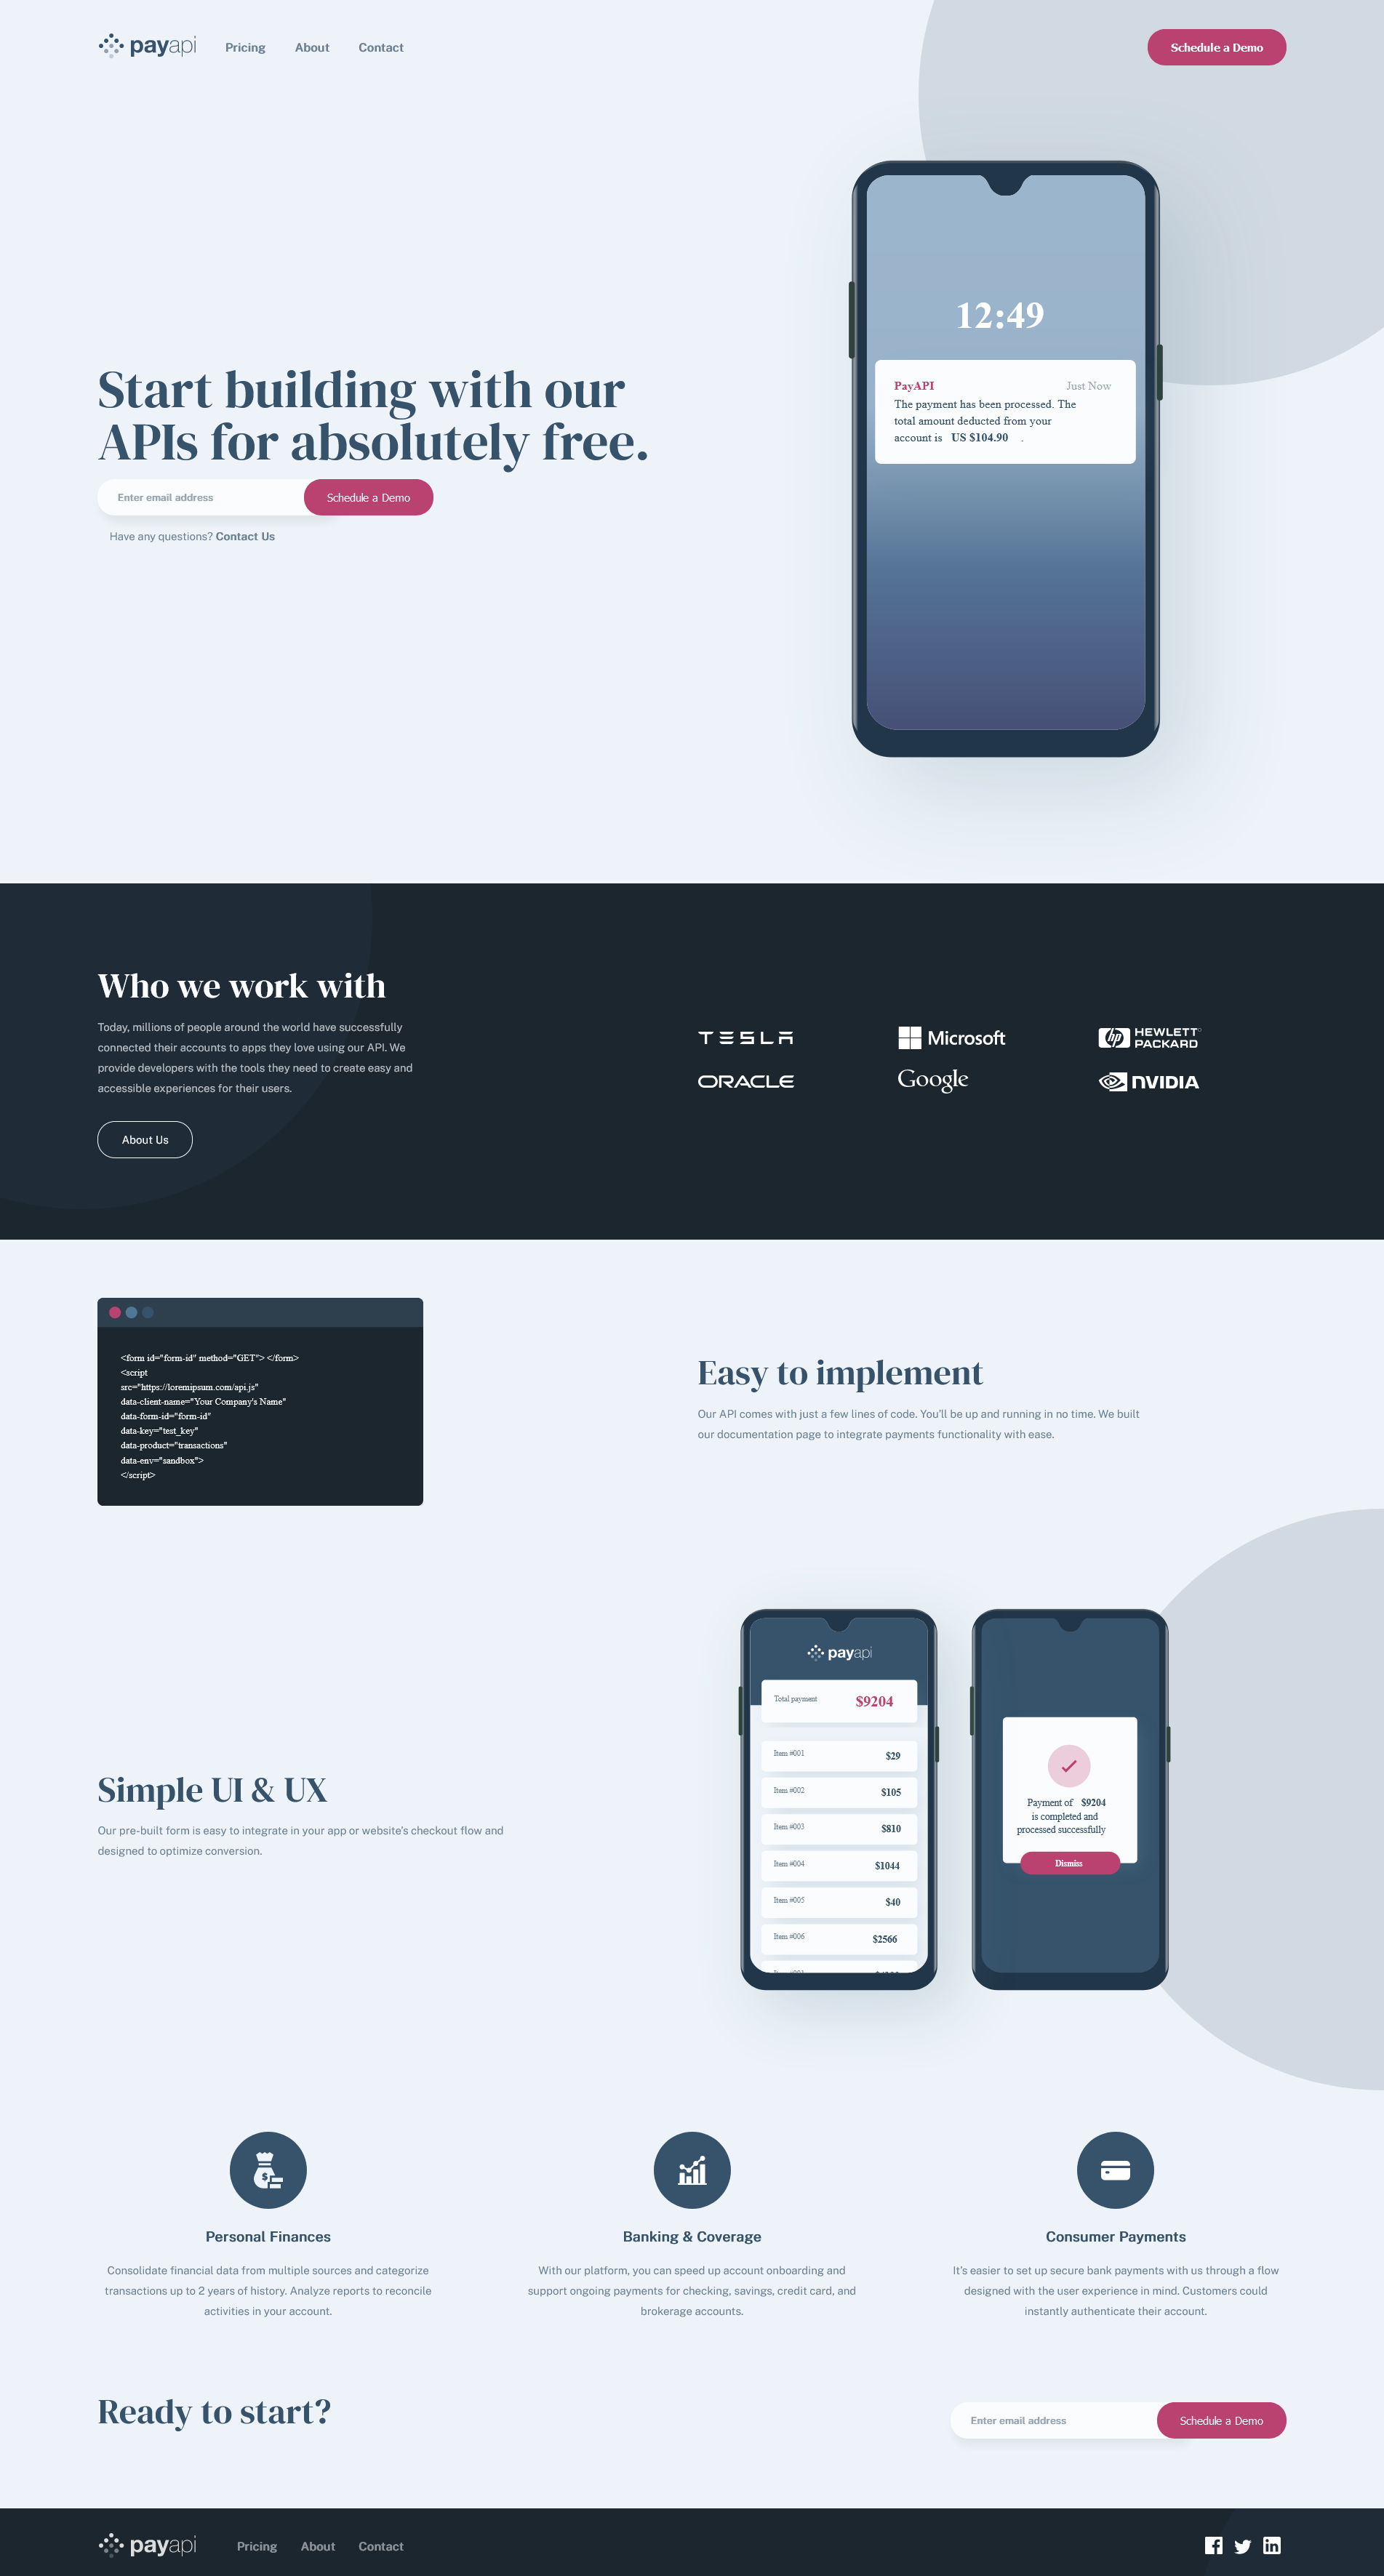 payapi
Pricing
About
Contact
Schedule a Demo
12:49
PayAPI
Just Now
The payment has been processed. The
total amount deducted from your
account is US $104.90 .
Start building with our
APIs for absolutely free.
Enter email address
Schedule a Demo
Have any questions? Contact Us
Who we work with
Today, millions of people around the world have successfully
connected their accounts to apps they love using our API. We
provide developers with the tools they need to create easy and
accessible experiences for their users.
About Us
TESLA
Microsoft
hp HEWLETT
PACKARD
ORACLE
Google
NVIDIA
<form id="form-id" method="GET"> </form>
<script
src="https://loremipsum.com/api.js"
data-client-name="Your Company's Name"
data-form-id="form-id"
data-key="test_key"
data-product="transactions"
data-env="sandbox">
</script>
Easy to implement
Our API comes with just a few lines of code. You'll be up and running in no time. We built
our documentation page to integrate payments functionality with ease.
Simple UI & UX
Our pre-built form is easy to integrate in your app or website's checkout flow and
designed to optimize conversion.
payapi
Total payment
$9204
Item #001
$29
Item #002
$105
Item #003
$810
Item #004
$1044
Item #005
$40
Item #006
$2566
Payment of $9204
is completed and
processed successfully
Dismiss
Personal Finances
Consolidate financial data from multiple sources and categorize
transactions up to 2 years of history. Analyze reports to reconcile
activities in your account.
Banking & Coverage
With our platform, you can speed up account onboarding and
support ongoing payments for checking, savings, credit card, and
brokerage accounts.
Consumer Payments
It's easier to set up secure bank payments with us through a flow
designed with the user experience in mind. Customers could
instantly authenticate their account.
Ready to start?
Enter email address
Schedule a Demo
payapi
Pricing
About
Contact